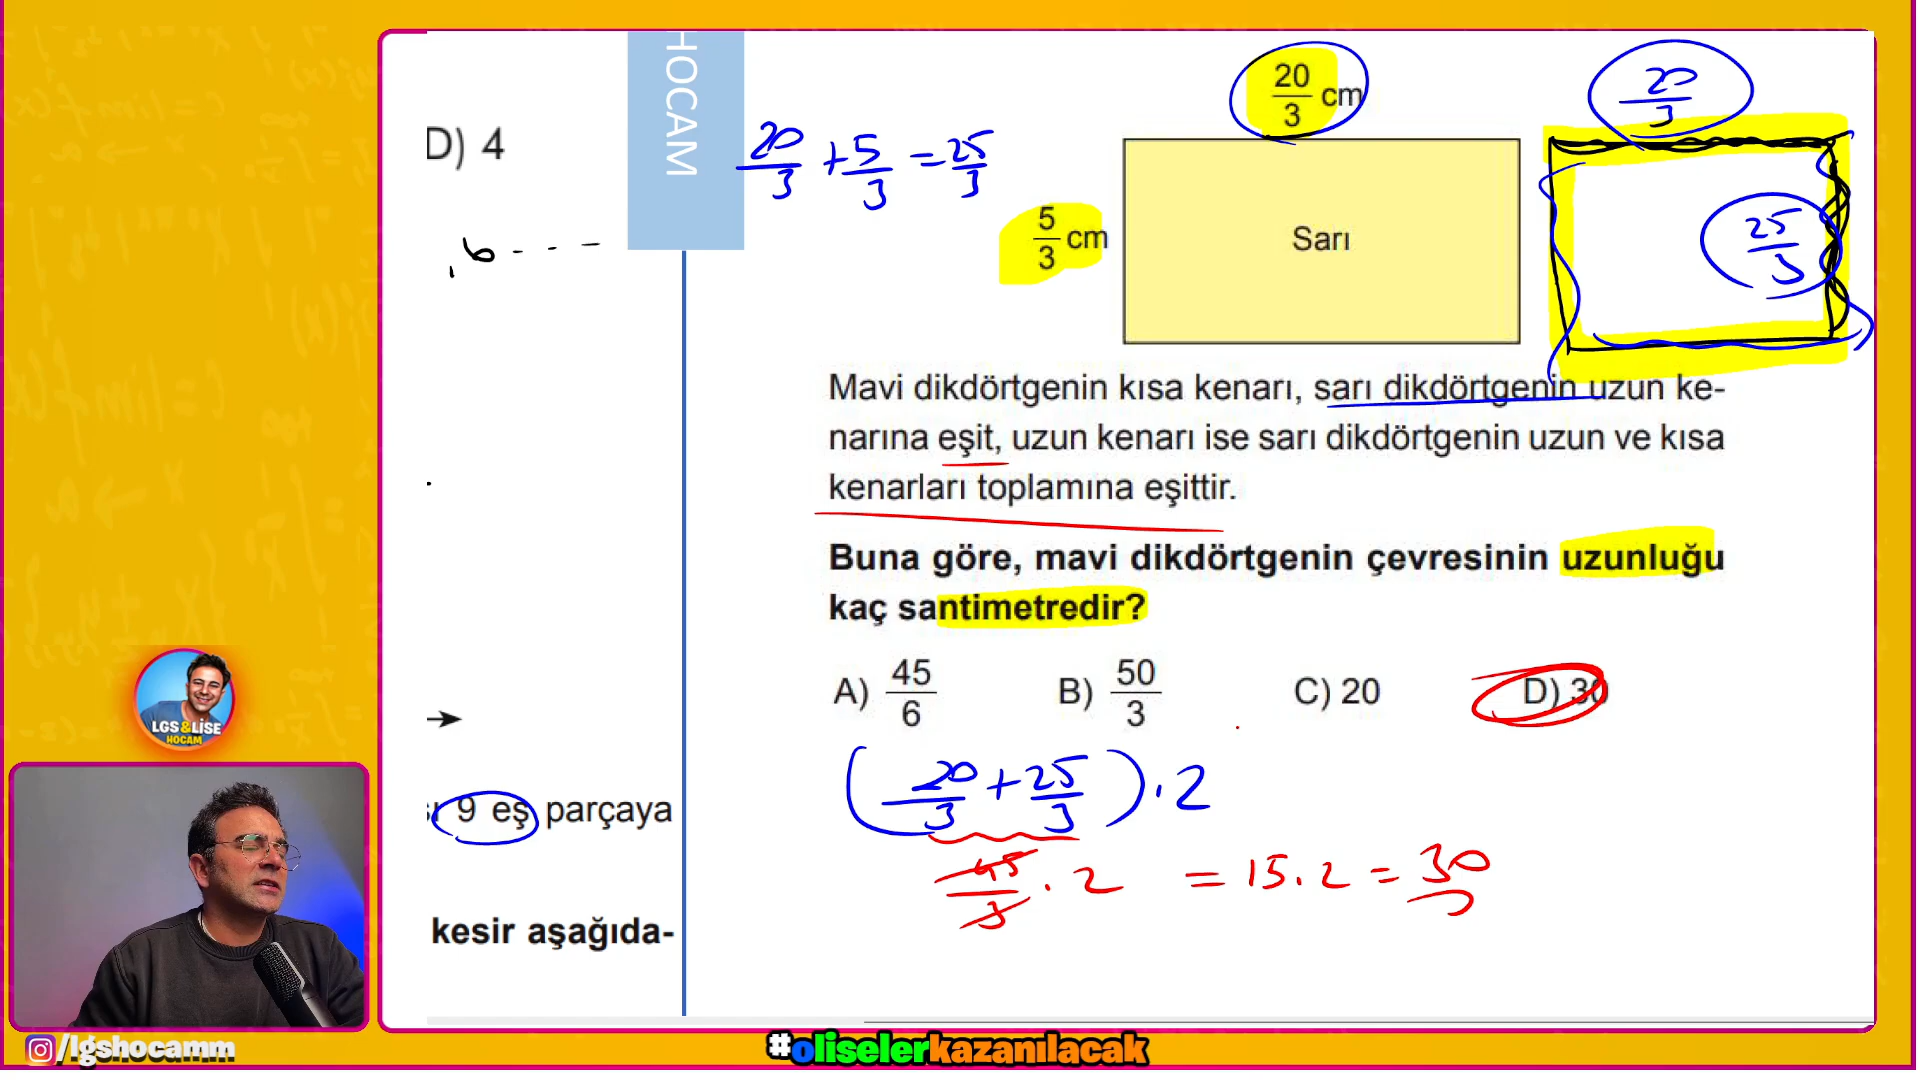 HOCAM
D) 4
,6 - - -
9 eş parçaya
kesir aşağıda-
20/3 + 5/3 = 25/3
20/3 cm
5/3 cm
Sarı
20/3
25/3
Mavi dikdörtgenin kısa kenarı, sarı dikdörtgenin uzun ke-
narına eşit, uzun kenarı ise sarı dikdörtgenin uzun ve kısa
kenarları toplamına eşittir.
Buna göre, mavi dikdörtgenin çevresinin uzunluğu
kaç santimetredir?
A) 45/6 B) 50/3 C) 20 D) 30
(20/3 + 25/3) . 2
45/3 . 2 = 15 . 2 = 30
LGS&LİSE
HOCAM
/lgshocamm
#oliselerkazanılacak